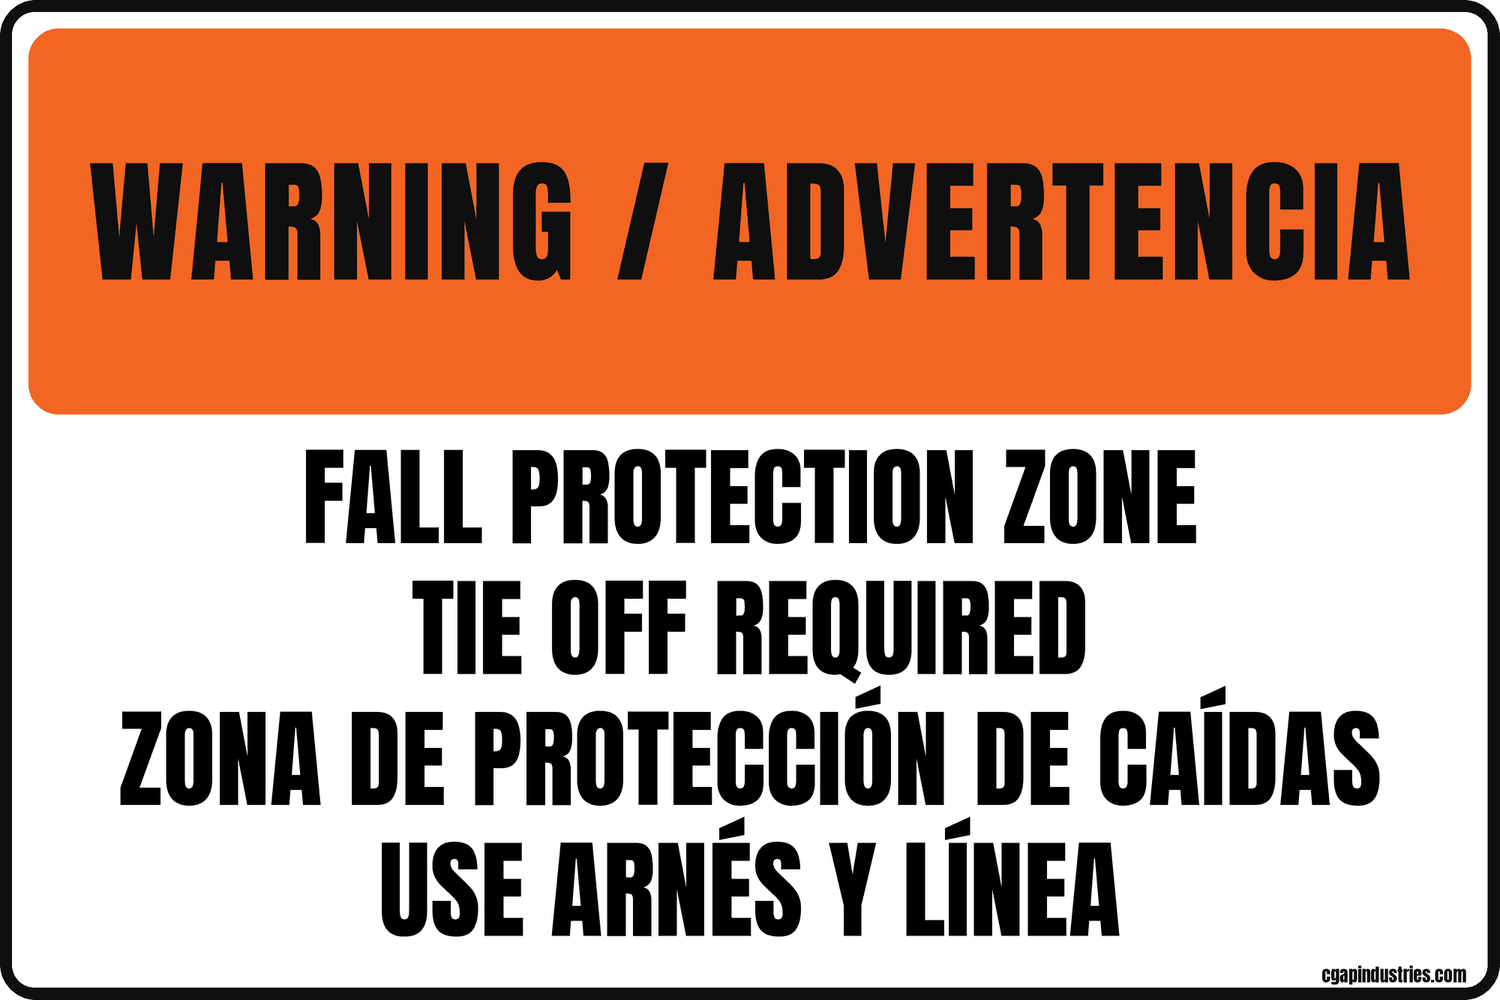 WARNING / ADVERTENCIA
FALL PROTECTION ZONE
TIE OFF REQUIRED
ZONA DE PROTECCIÓN DE CAÍDAS
USE ARNÉS Y LÍNEA
cgapindustries.com